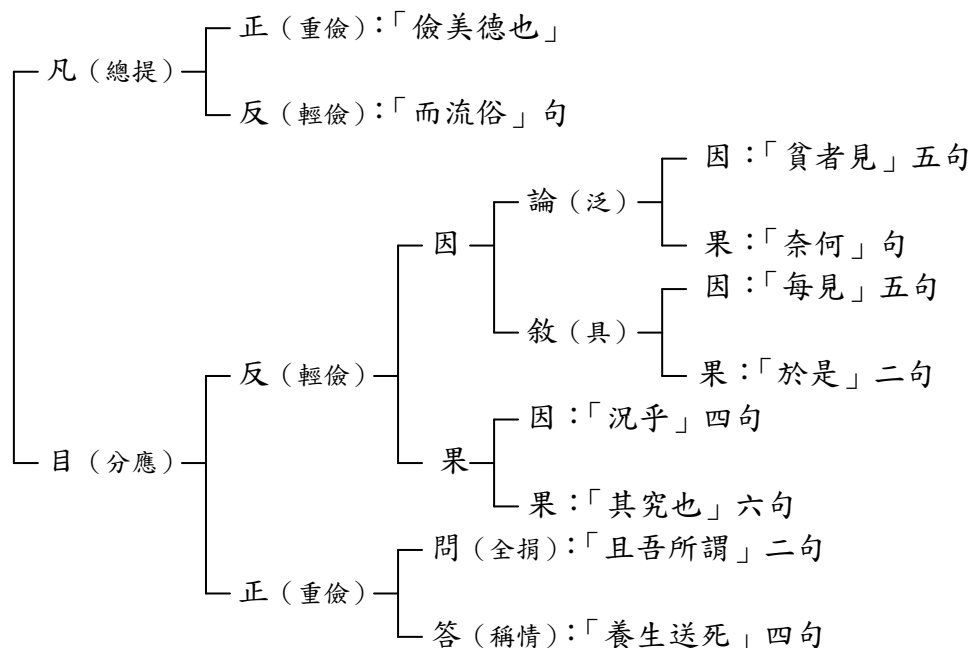 正（重儉）：「儉美德也」
凡（總提）
反（輕儉）：「而流俗」句
因：「貧者見」五句
論（泛）
因
果：「奈何」句
因：「每見」五句
敘（具）
反（輕儉）
果：「於是」二句
因：「況乎」四句
目（分應）
果
果：「其究也」六句
問（全捐）：「且吾所謂」二句
正（重儉）
答（稱情）：「養生送死」四句